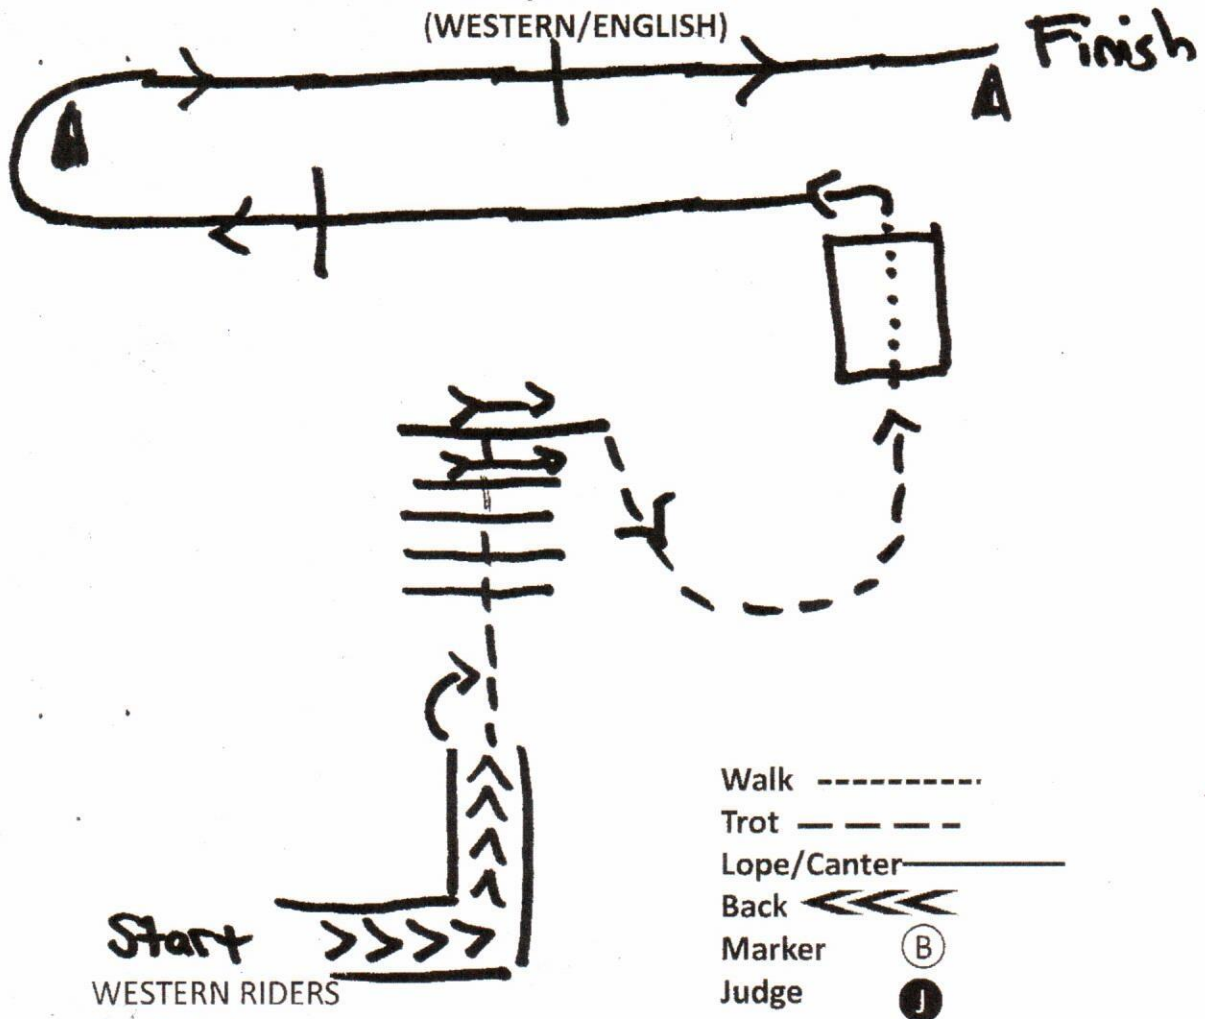 (WESTERN/ENGLISH)
Finish
Walk
Trot
Lope/Canter
Back
Marker B
Judge J
Start
WESTERN RIDERS